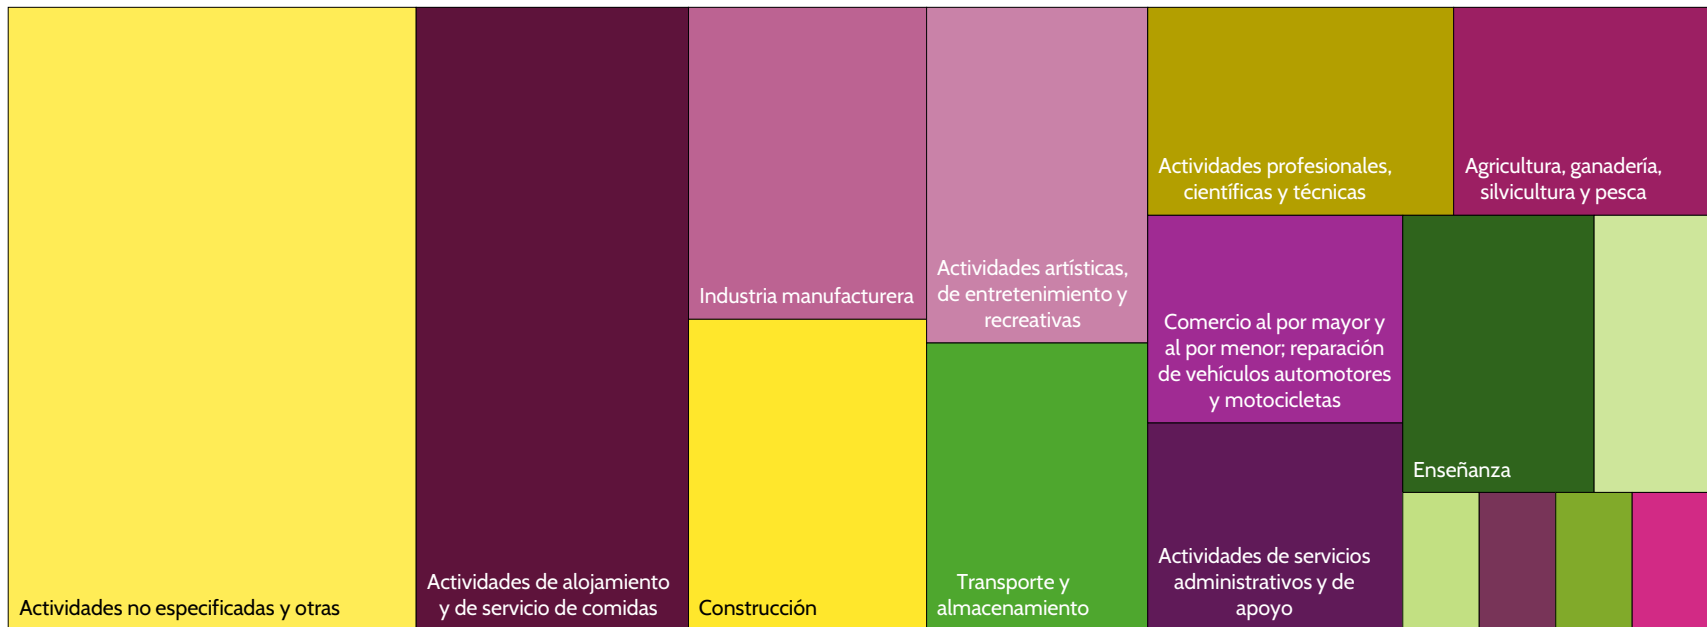 Actividades no especificadas y otras
Actividades de alojamiento
y de servicio de comidas
Industria manufacturera
Construcción
Actividades artísticas,
de entretenimiento y
recreativas
Transporte y
almacenamiento
Actividades profesionales,
científicas y técnicas
Agricultura, ganadería,
silvicultura y pesca
Comercio al por mayor y
al por menor; reparación
de vehículos automotores
y motocicletas
Enseñanza
Actividades de servicios
administrativos y de
apoyo